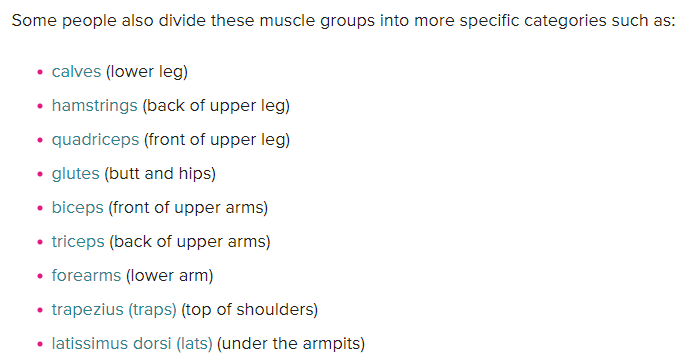 Some people also divide these muscle groups into more specific categories such as:
• calves (lower leg)
• hamstrings (back of upper leg)
• quadriceps (front of upper leg)
• glutes (butt and hips)
• biceps (front of upper arms)
• triceps (back of upper arms)
• forearms (lower arm)
• trapezius (traps) (top of shoulders)
• latissimus dorsi (lats) (under the armpits)